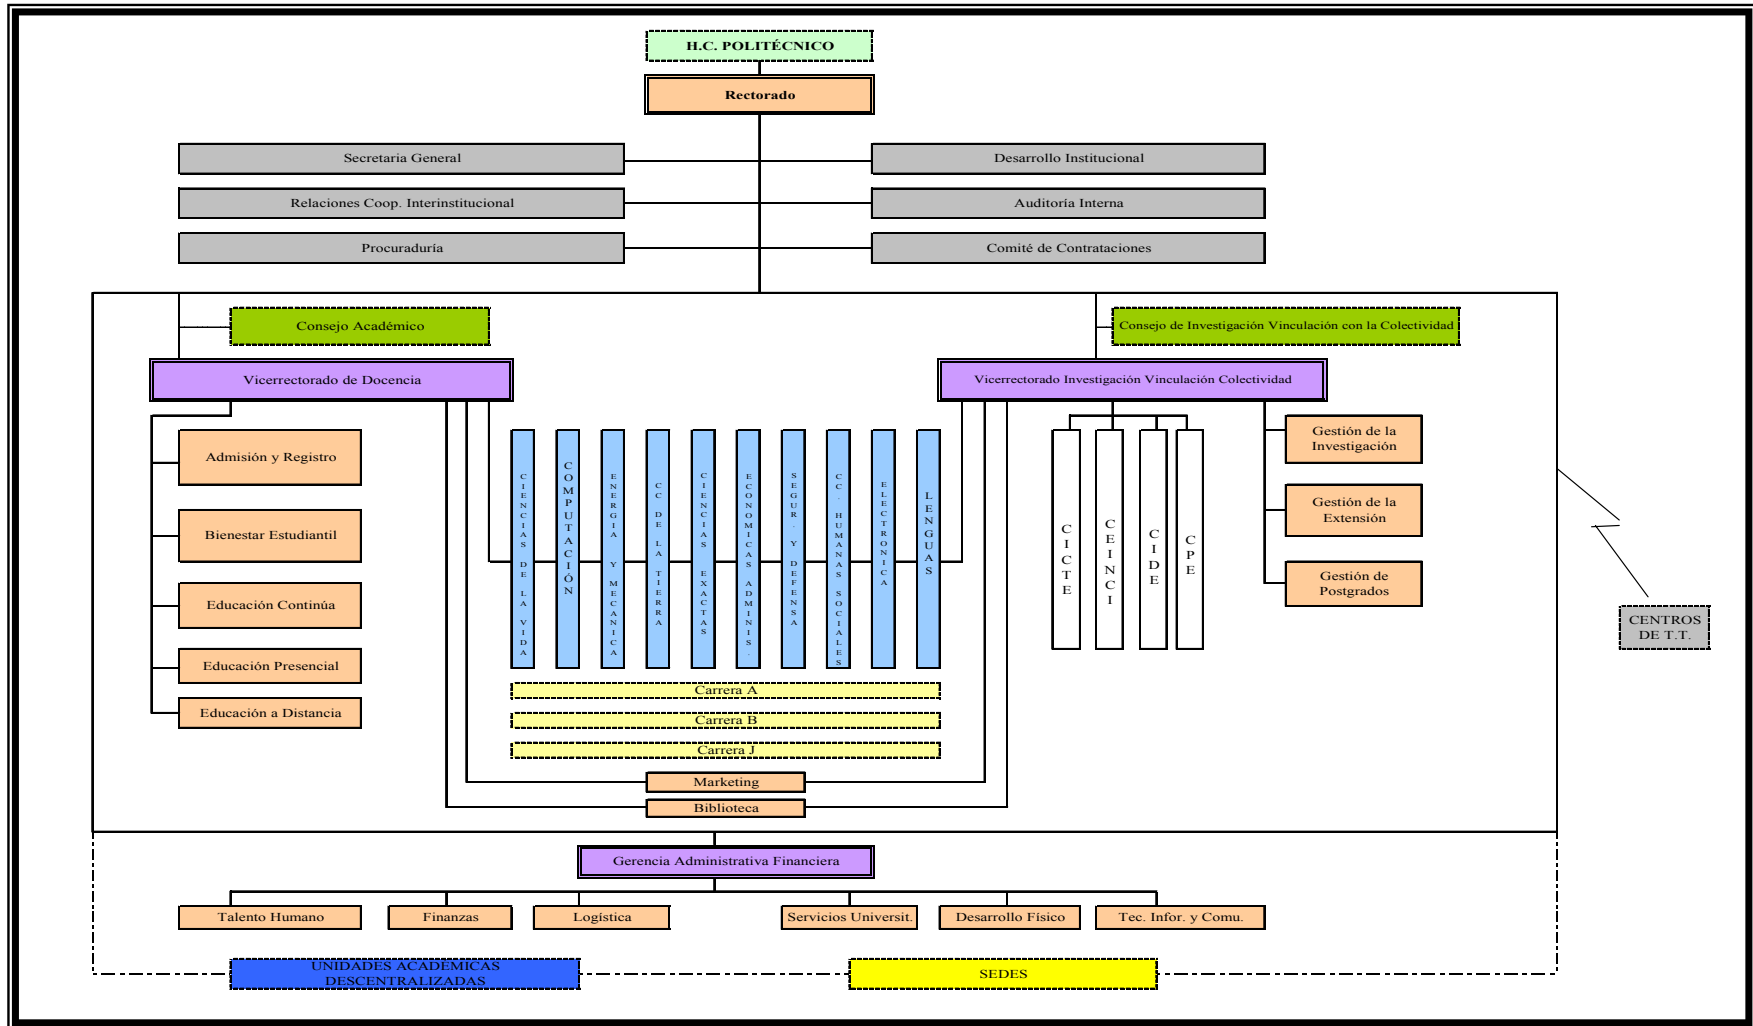 H.C. POLITÉCNICO
Rectorado
Secretaria General
Desarrollo Institucional
Relaciones Coop. Interinstitucional
Auditoría Interna
Procuraduría
Comité de Contrataciones
Consejo Académico
Consejo de Investigación Vinculación con la Colectividad
Vicerrectorado de Docencia
Vicerrectorado Investigación Vinculación Colectividad
Admisión y Registro
Bienestar Estudiantil
Educación Continúa
Educación Presencial
Educación a Distancia
CIENCIAS DE LA VIDA
COMPUTACIÓN
ENERGIA Y MECANICA
CC DE LA TIERRA
CIENCIAS EXACTAS
ECONOMICAS ADMINIS.
SEGUR. Y DEFENSA
CC. HUMANAS SOCIALES
ELECTRONICA
LENGUAS
CICTE
CEINCI
CIDE
CPE
Gestión de la
Investigación
Gestión de la
Extensión
Gestión de
Postgrados
CENTROS
DE T.T.
Carrera A
Carrera B
Carrera J
Marketing
Biblioteca
Gerencia Administrativa Financiera
Talento Humano
Finanzas
Logística
Servicios Universit.
Desarrollo Físico
Tec. Infor. y Comu.
UNIDADES ACADÉMICAS
DESCENTRALIZADAS
SEDES